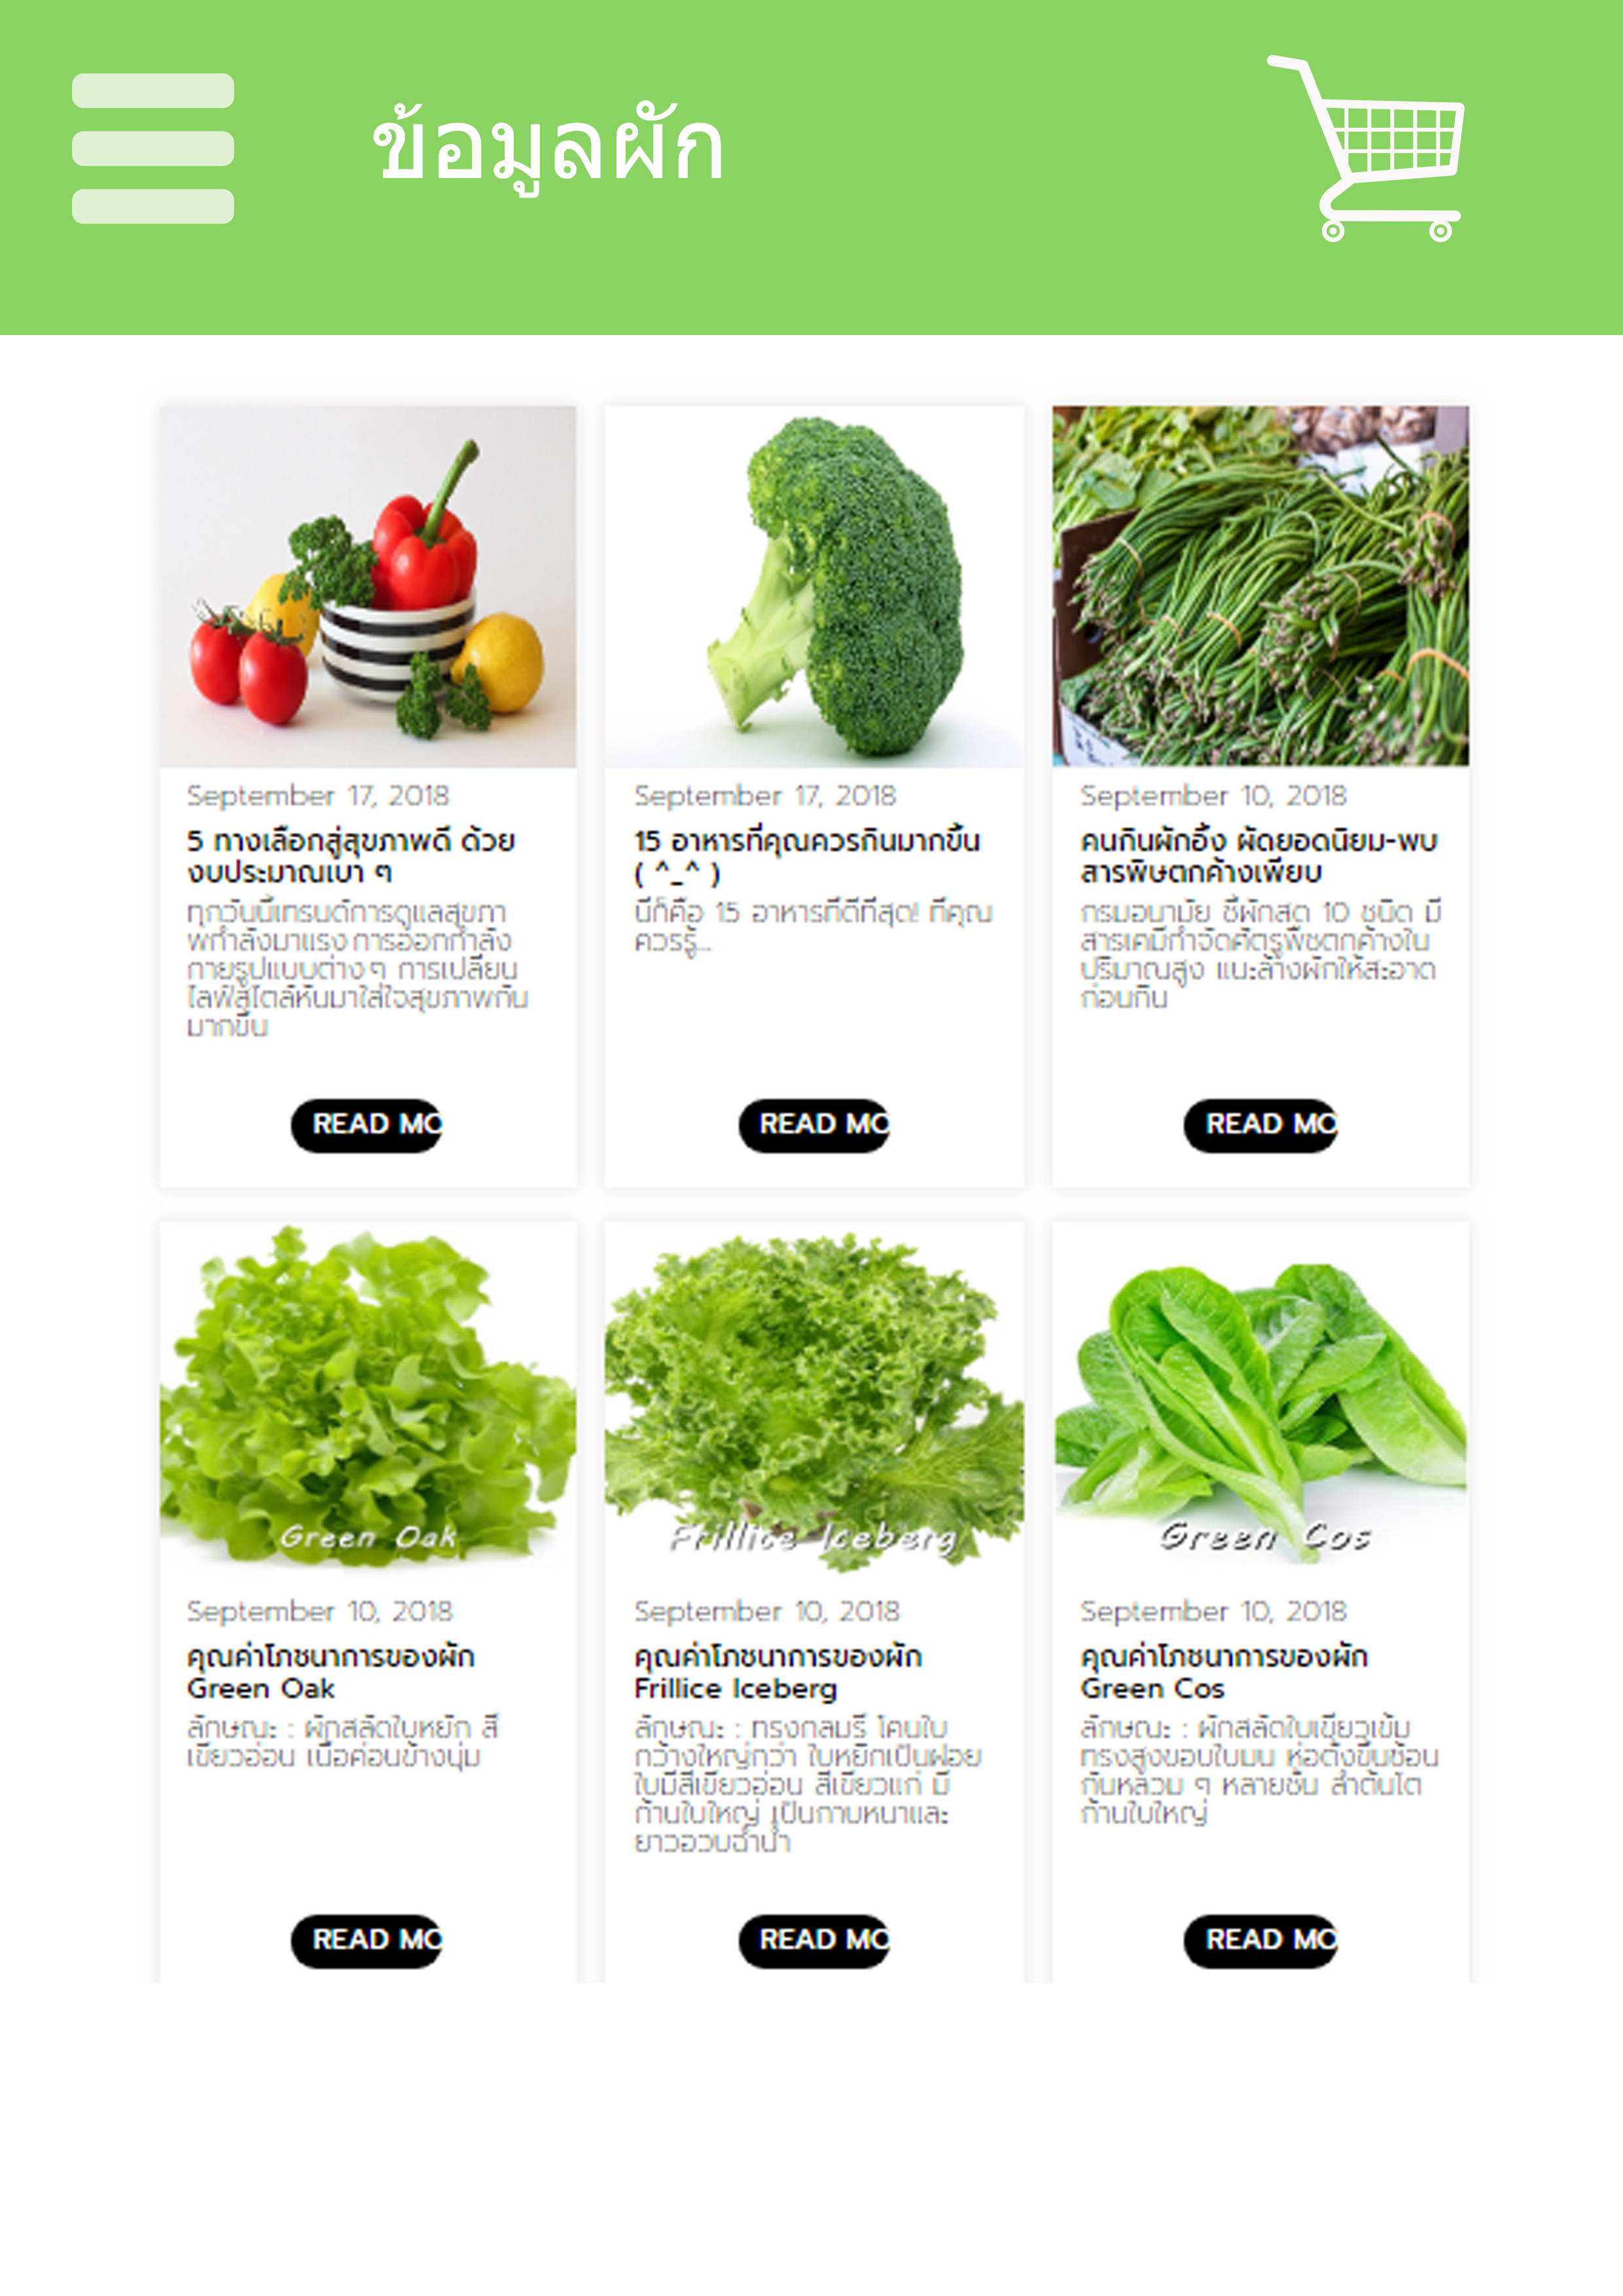 ข้อมูลผัก
September 17, 2018
5 ทางเลือกสู่สุขภาพดี ด้วย
งบประมาณเบา ๆ
ทุกวันนี้เทรนด์การดูแลสุขภา
พกำลังมาแรง การออกกำลัง
กายรูปแบบต่าง ๆ การเปลี่ยน
ไลฟ์สไตล์หันมาใส่ใจสุขภาพกัน
มากขึ้น
READ MO
September 17, 2018
15 อาหารที่คุณควรกินมากขึ้น
( ^_^ )
นี่ก็คือ 15 อาหารที่ดีที่สุด! ที่คุณ
ควรรู้...
READ MO
September 10, 2018
คนกินผักอึ้ง ผัดยอดนิยม-พบ
สารพิษตกค้างเพียบ
กรมอนามัย ชี้ผักสด 10 ชนิด มี
สารเคมีกำจัดศัตรูพืชตกค้างใน
ปริมาณสูง แนะล้างผักให้สะอาด
ก่อนกิน
READ MO
Green Oak
September 10, 2018
คุณค่าโภชนาการของผัก
Green Oak
ลักษณะ : ผักสลัดใบหยัก สี
เขียวอ่อน เนื้อค่อนข้างนุ่ม
READ MO
Frillice Iceberg
September 10, 2018
คุณค่าโภชนาการของผัก
Frillice Iceberg
ลักษณะ : ทรงกลมรี โคนใบ
กว้างใหญ่กว่า ใบหยิกเป็นฝอย
ใบมีสีเขียวอ่อน สีเขียวแก่ มี
ก้านใบใหญ่ เป็นกาบหนาและ
ยาวอวบฉ่ำน้ำ
READ MO
Green Cos
September 10, 2018
คุณค่าโภชนาการของผัก
Green Cos
ลักษณะ : ผักสลัดใบเขียวเข้ม
ทรงสูงขอบใบมน ห่อตั้งขึ้นซ้อน
กันหลวม ๆ หลายชั้น ลำต้นโต
ก้านใบใหญ่
READ MO